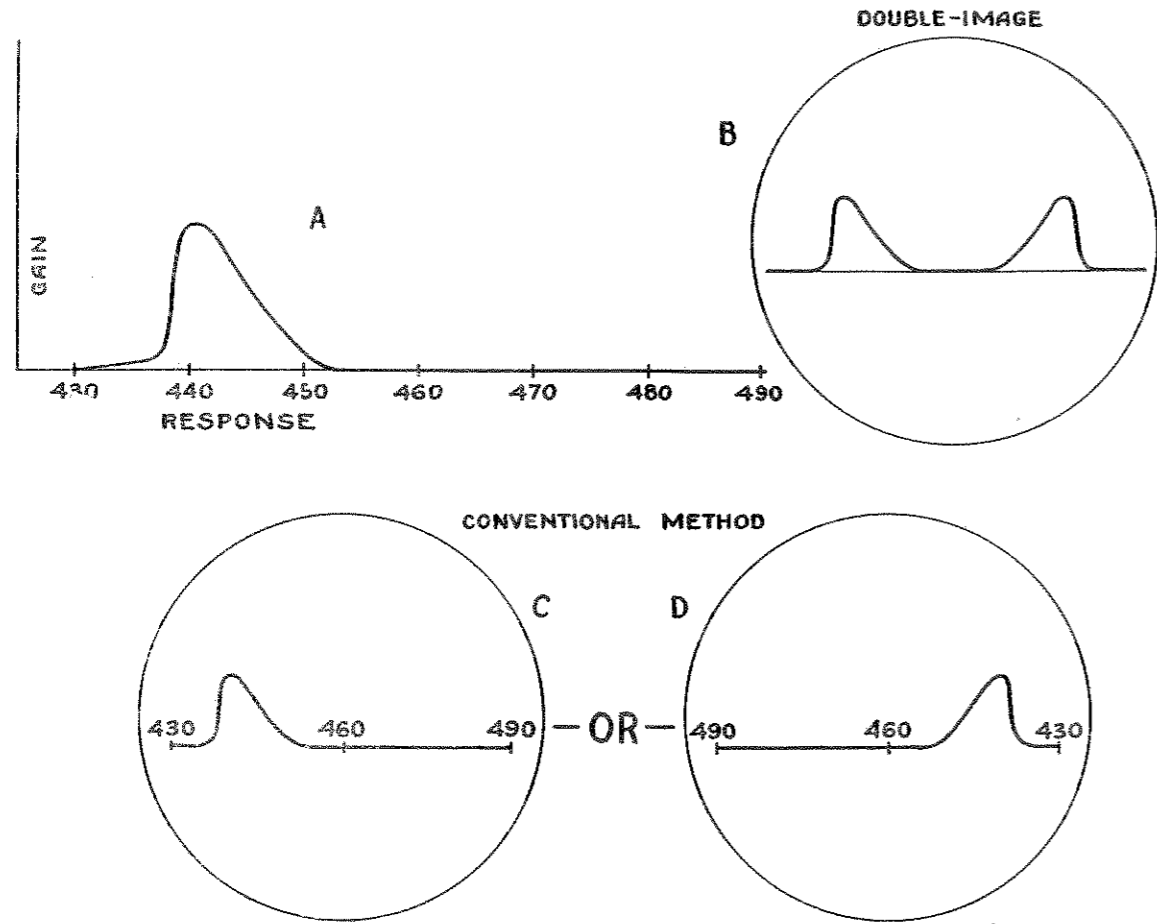 DOUBLE-IMAGE
B
A
GAIN
430 440 450 460 470 480 490
RESPONSE
CONVENTIONAL METHOD
C D
430 460 490 —OR— 490 460 430